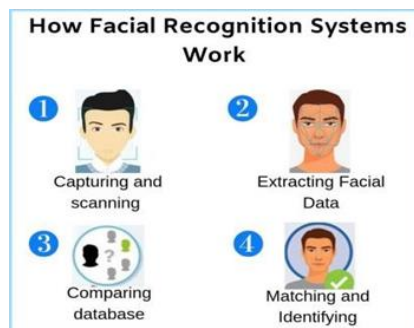 How Facial Recognition Systems
Work
1
Capturing and
scanning
2
Extracting Facial
Data
3
?
Comparing
database
4
Matching and
Identifying